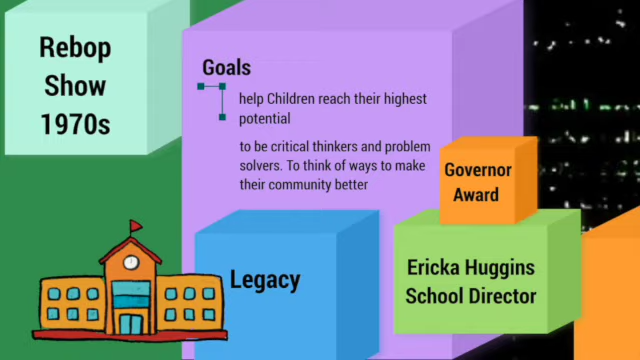 Rebop
Show
1970s
Goals
help Children reach their highest
potential
to be critical thinkers and problem
solvers. To think of ways to make
their community better
Governor
Award
Legacy
Ericka Huggins
School Director